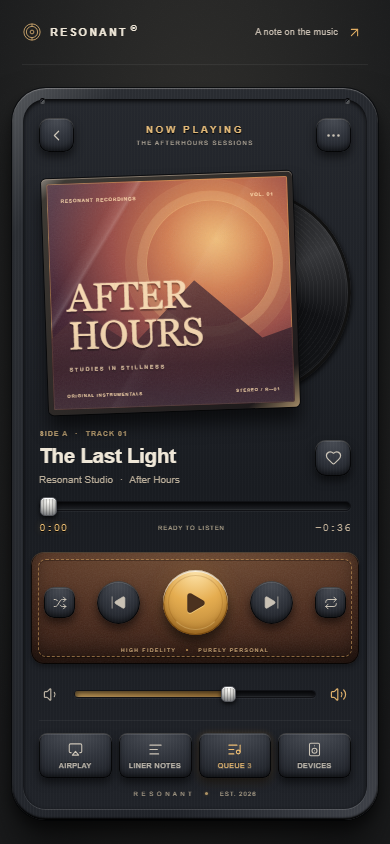 RESONANT®
A note on the music
NOW PLAYING
THE AFTERHOURS SESSIONS
RESONANT RECORDINGS
VOL. 01
AFTER
HOURS
STUDIES IN STILLNESS
ORIGINAL INSTRUMENTALS
STEREO / R—01
SIDE A · TRACK 01
The Last Light
Resonant Studio · After Hours
0:00
READY TO LISTEN
−0:36
HIGH FIDELITY • PURELY PERSONAL
AIRPLAY
LINER NOTES
QUEUE 3
DEVICES
RESONANT • EST. 2026